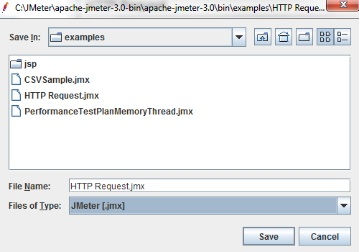 C:\JMeter\apache-jmeter-3.0-bin\apache-jmeter-3.0\bin\examples\HTTP Reque...
Save In:
examples
jsp
CSVSample.jmx
HTTP Request.jmx
PerformanceTestPlanMemoryThread.jmx
File Name: HTTP Request.jmx
Files of Type: JMeter [.jmx]
Save Cancel